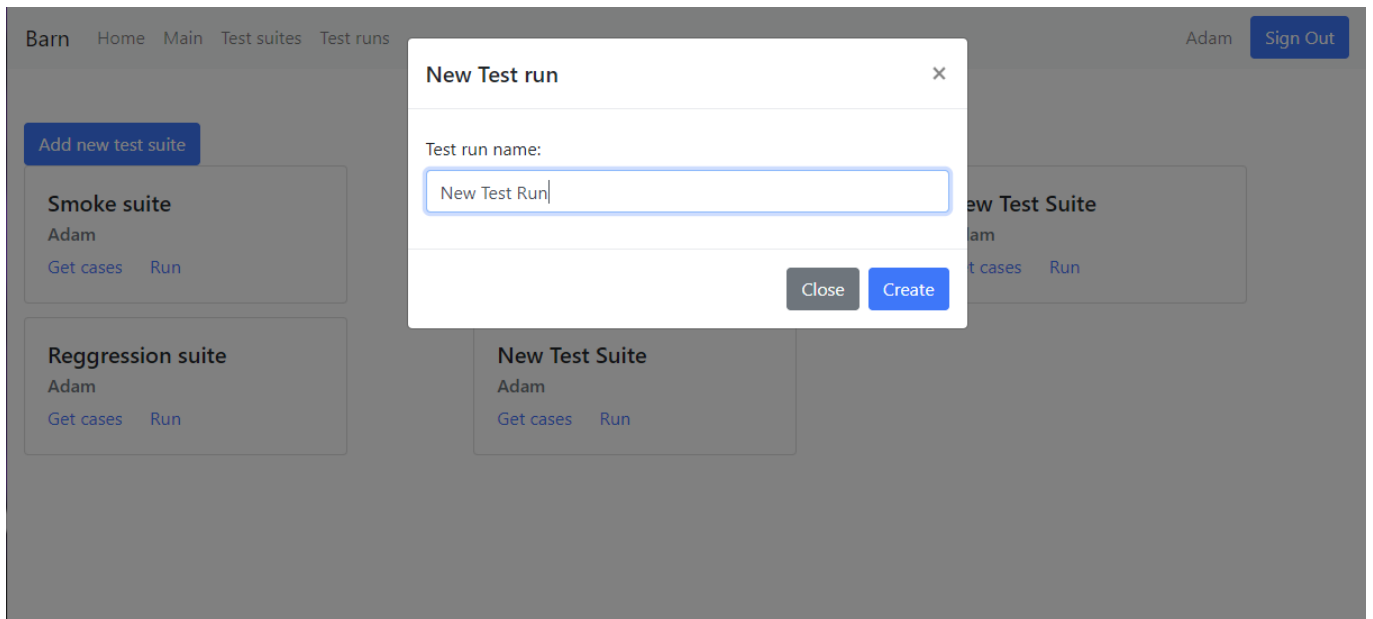 Barn Home Main Test suites Test runs
Adam Sign Out
New Test run ×
Test run name:
New Test Run
Close Create
Add new test suite
Smoke suite
Adam
Get cases Run
ew Test Suite
lam
t cases Run
Reggression suite
Adam
Get cases Run
New Test Suite
Adam
Get cases Run